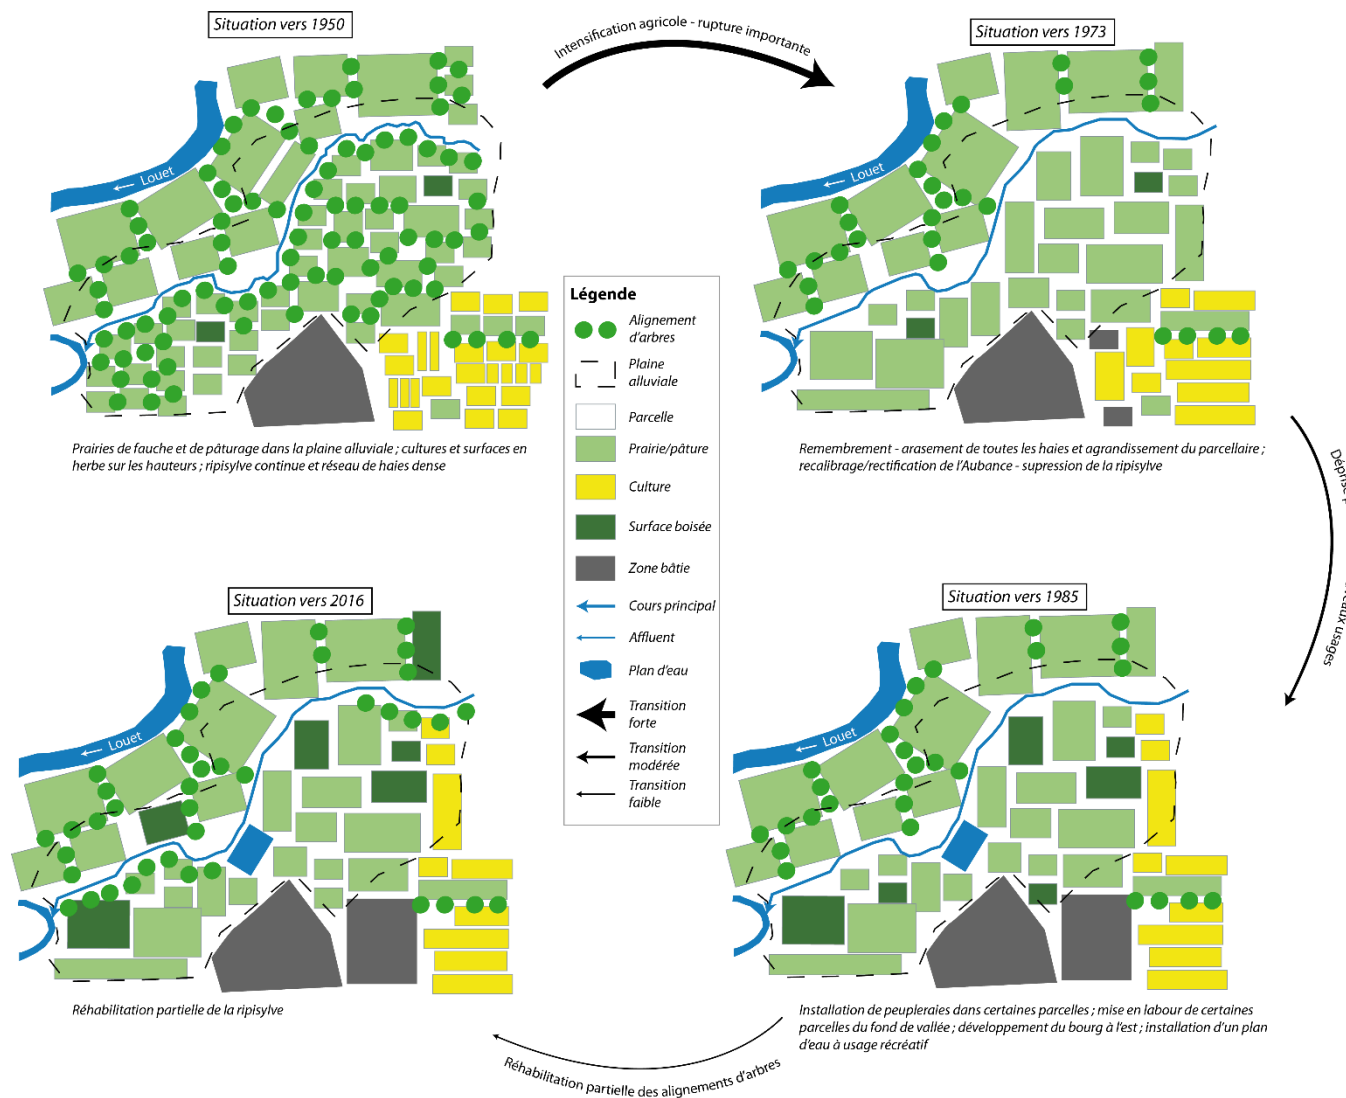 Situation vers 1950
Intensification agricole - rupture importante
Situation vers 1973
Louet
Louet
Prairies de fauche et de pâturage dans la plaine alluviale ; cultures et surfaces en
herbe sur les hauteurs ; ripisylve continue et réseau de haies dense
Remembrement - arasement de toutes les haies et agrandissement du parcellaire ;
recalibrage/rectification de l'Aubance - supression de la ripisylve
Légende
Alignement
d'arbres
Plaine
alluviale
Parcelle
Prairie/pâture
Culture
Surface boisée
Zone bâtie
Cours principal
Affluent
Plan d'eau
Transition
forte
Transition
modérée
Transition
faible
Déprise
usages
Situation vers 2016
Situation vers 1985
Louet
Louet
Réhabilitation partielle de la ripisylve
Installation de peupleraies dans certaines parcelles ; mise en labour de certaines
parcelles du fond de vallée ; développement du bourg à l'est ; installation d'un plan
d'eau à usage récréatif
Réhabilitation partielle des alignements d'arbres